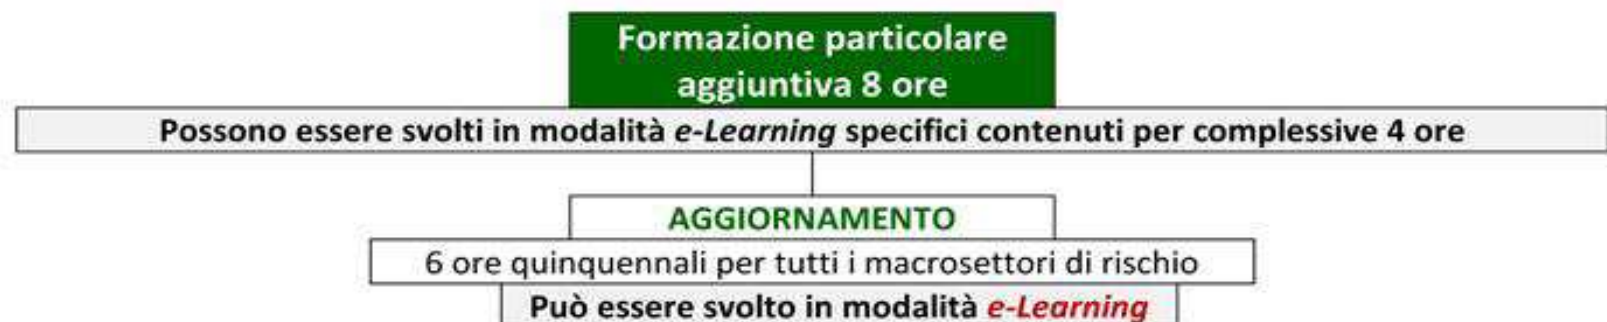 Formazione particolare
aggiuntiva 8 ore
Possono essere svolti in modalità e-Learning specifici contenuti per complessive 4 ore
AGGIORNAMENTO
6 ore quinquennali per tutti i macrosettori di rischio
Può essere svolto in modalità e-Learning